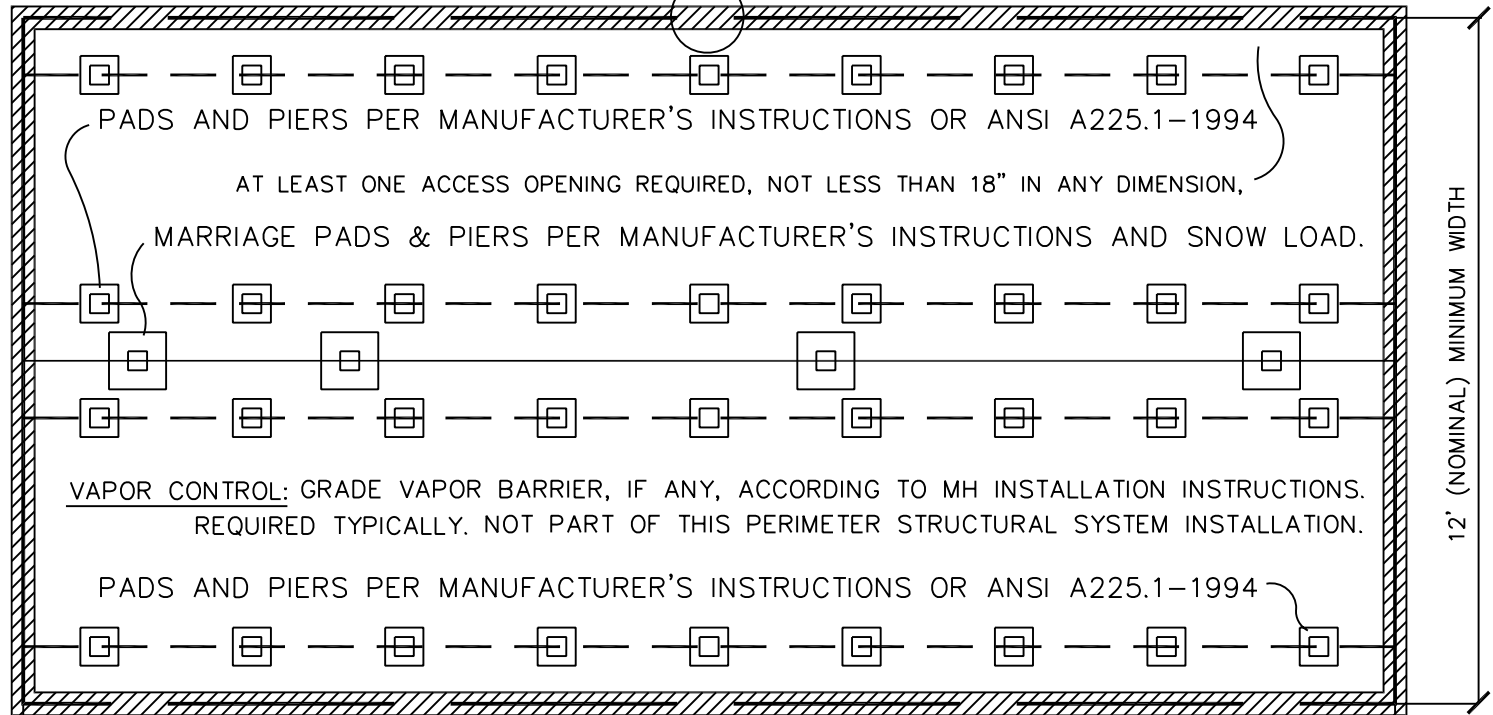 PADS AND PIERS PER MANUFACTURER'S INSTRUCTIONS OR ANSI A225.1-1994
AT LEAST ONE ACCESS OPENING REQUIRED, NOT LESS THAN 18" IN ANY DIMENSION,
MARRIAGE PADS & PIERS PER MANUFACTURER'S INSTRUCTIONS AND SNOW LOAD.
VAPOR CONTROL: GRADE VAPOR BARRIER, IF ANY, ACCORDING TO MH INSTALLATION INSTRUCTIONS.
REQUIRED TYPICALLY. NOT PART OF THIS PERIMETER STRUCTURAL SYSTEM INSTALLATION.
PADS AND PIERS PER MANUFACTURER'S INSTRUCTIONS OR ANSI A225.1-1994
12' (NOMINAL) MINIMUM WIDTH